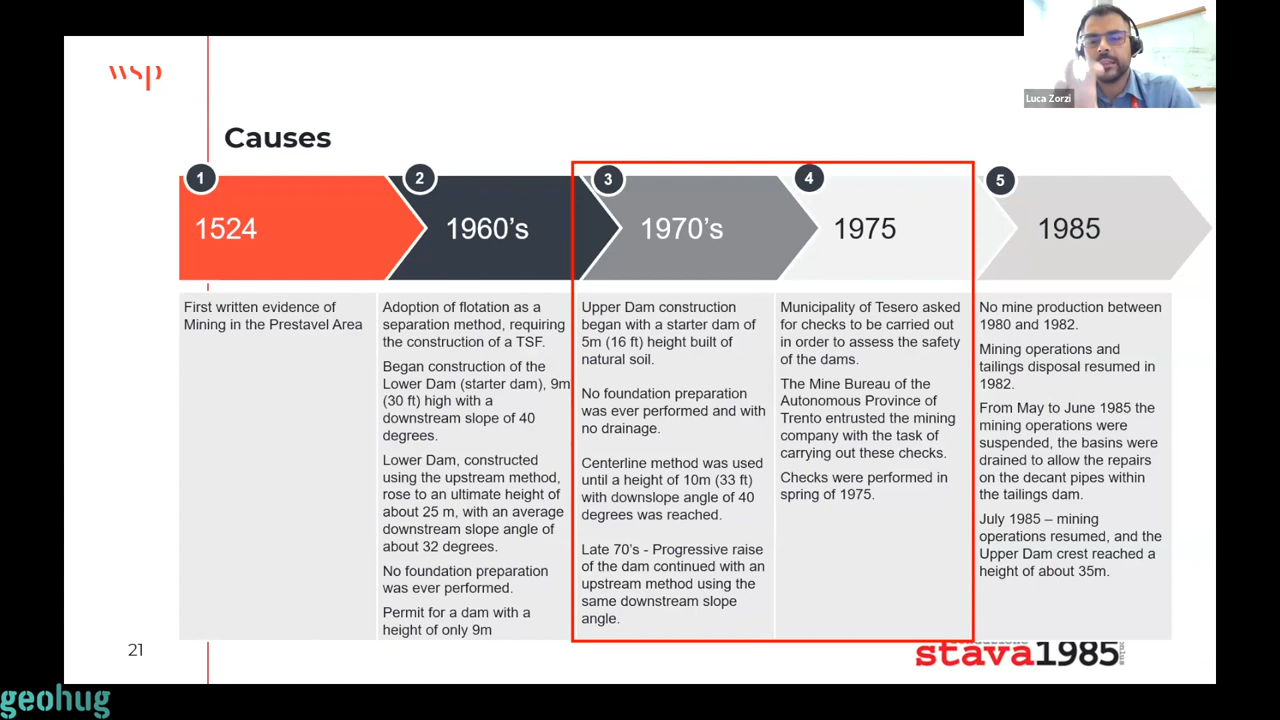 wsp
Luca Zorzi
Causes
1
1524
First written evidence of
Mining in the Prestavel Area
2
1960's
Adoption of flotation as a
separation method, requiring
the construction of a TSF.
Began construction of the
Lower Dam (starter dam), 9m
(30 ft) high with a
downstream slope of 40
degrees.
Lower Dam, constructed
using the upstream method,
rose to an ultimate height of
about 25 m, with an average
downstream slope angle of
about 32 degrees.
No foundation preparation
was ever performed.
Permit for a dam with a
height of only 9m
3
1970's
Upper Dam construction
began with a starter dam of
5m (16 ft) height built of
natural soil.
No foundation preparation
was ever performed and with
no drainage.
Centerline method was used
until a height of 10m (33 ft)
with downslope angle of 40
degrees was reached.
Late 70's - Progressive raise
of the dam continued with an
upstream method using the
same downstream slope
angle.
4
1975
Municipality of Tesero asked
for checks to be carried out
in order to assess the safety
of the dams.
The Mine Bureau of the
Autonomous Province of
Trento entrusted the mining
company with the task of
carrying out these checks.
Checks were performed in
spring of 1975.
5
1985
No mine production between
1980 and 1982.
Mining operations and
tailings disposal resumed in
1982.
From May to June 1985 the
mining operations were
suspended, the basins were
drained to allow the repairs
on the decant pipes within
the tailings dam.
July 1985 – mining
operations resumed, and the
Upper Dam crest reached a
height of about 35m.
21
stava1985
geohug